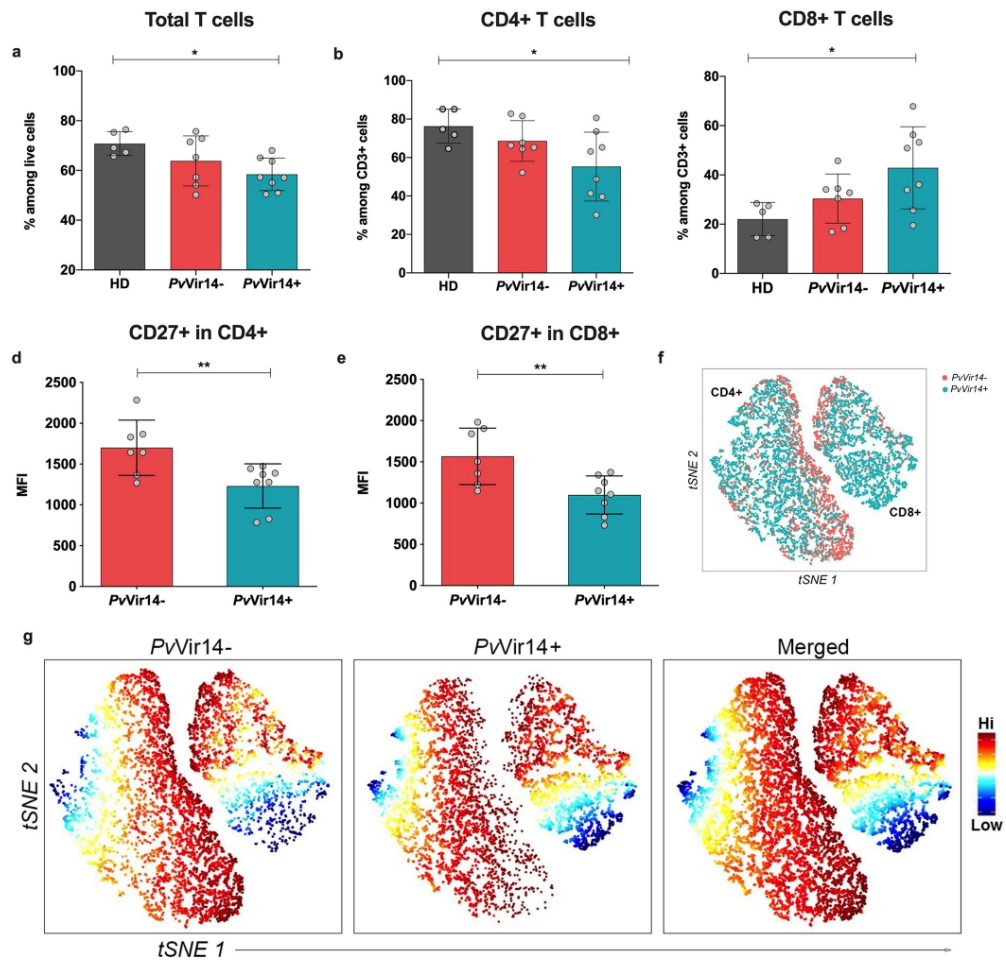 Total T cells
CD4+ T cells
CD8+ T cells
a
*
% among live cells
100
80
60
40
20
HD
PvVir14-
PvVir14+
b
*
% among CD3+ cells
100
80
60
40
20
0
HD
PvVir14-
PvVir14+
*
% among CD3+ cells
80
60
40
20
0
HD
PvVir14-
PvVir14+
CD27+ in CD4+
d
**
MFI
2500
2000
1500
1000
500
0
PvVir14-
PvVir14+
CD27+ in CD8+
e
**
MFI
2500
2000
1500
1000
500
0
PvVir14-
PvVir14+
f
CD4+
CD8+
PvVir14-
PvVir14+
tSNE 2
tSNE 1
g
PvVir14-
PvVir14+
Merged
tSNE 2
tSNE 1
Hi
Low